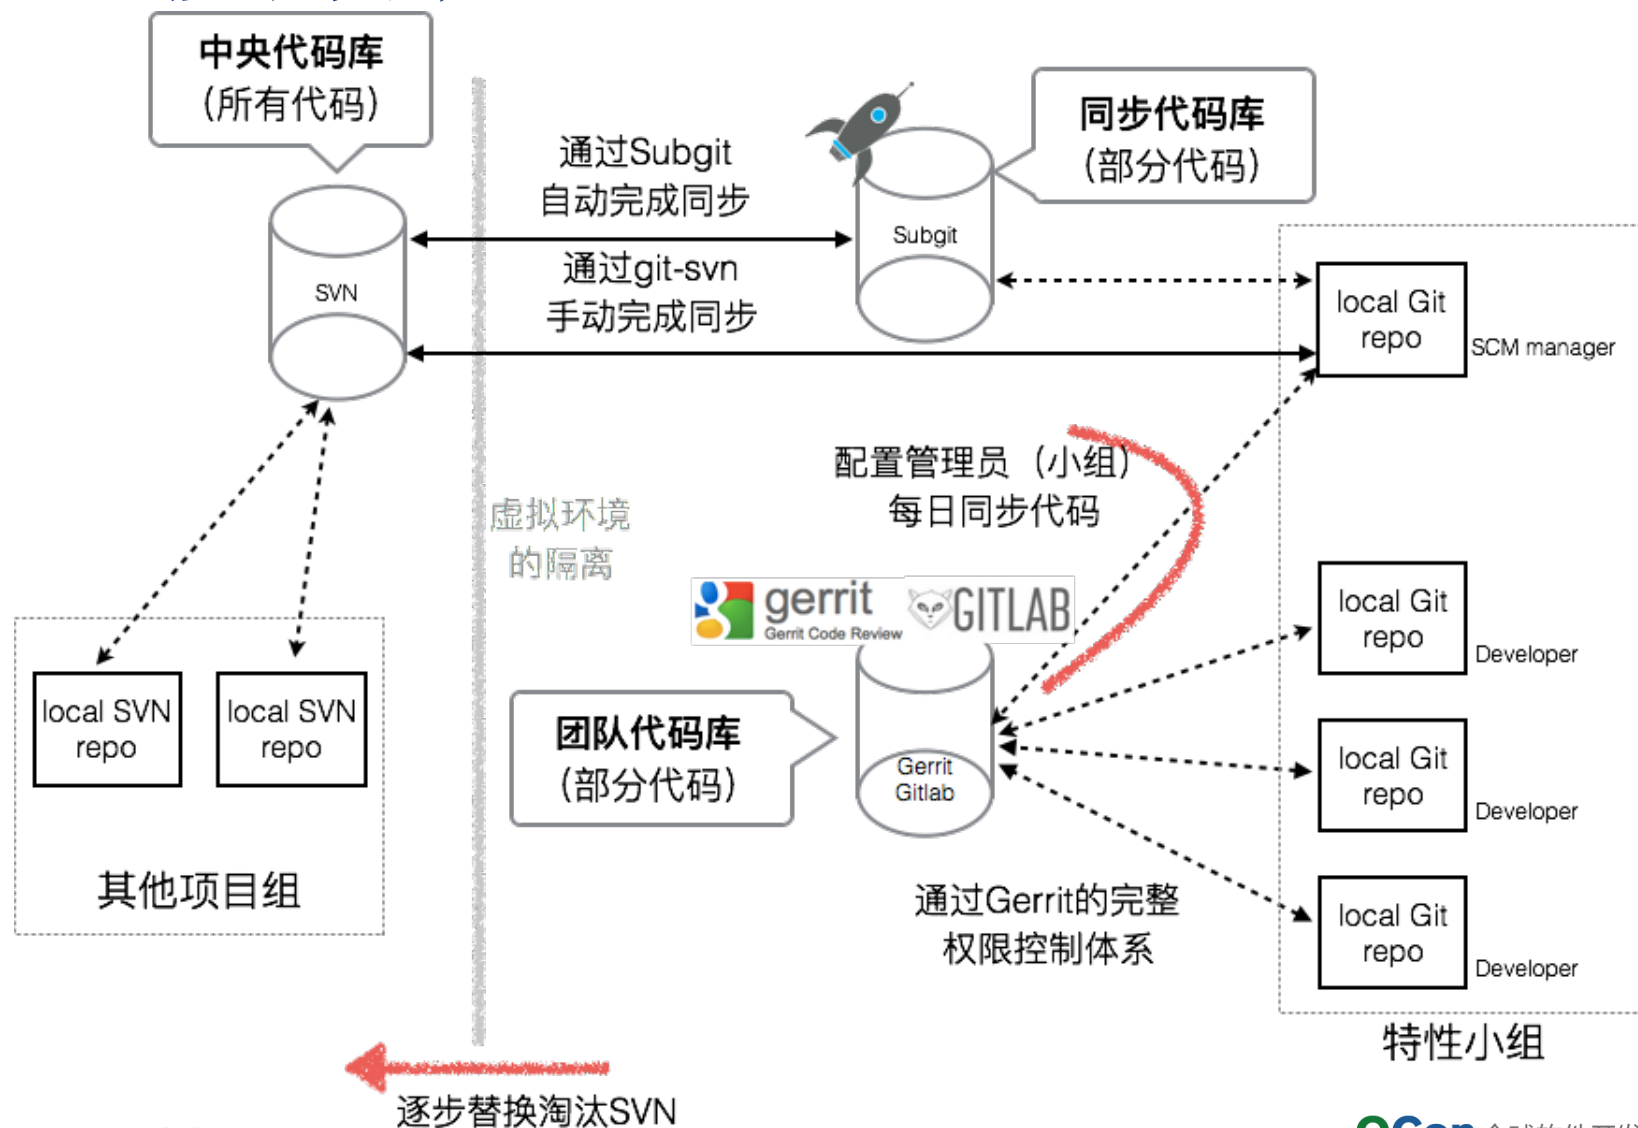 中央代码库
（所有代码）
同步代码库
（部分代码）
通过Subgit
自动完成同步
Subgit
通过git-svn
手动完成同步
SVN
local Git
repo
SCM manager
配置管理员（小组）
每日同步代码
虚拟环境
的隔离
gerrit
Gerrit Code Review
GITLAB
local Git
repo
Developer
local SVN
repo
local SVN
repo
团队代码库
（部分代码）
Gerrit
Gitlab
local Git
repo
Developer
其他项目组
通过Gerrit的完整
权限控制体系
local Git
repo
Developer
特性小组
逐步替换淘汰SVN